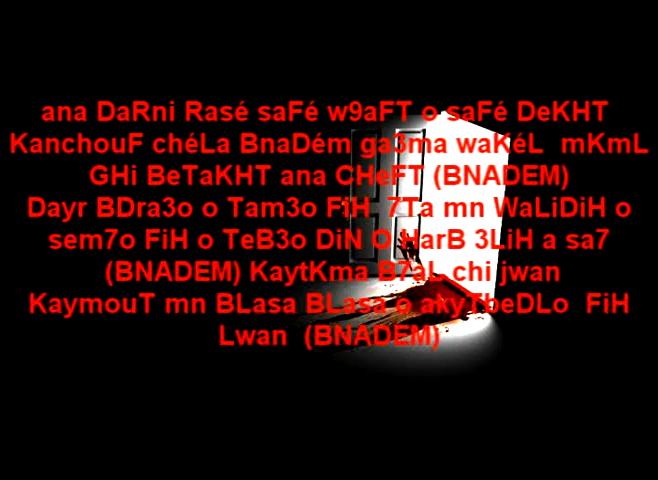 ana DaRni Rasé saFé w9aFT o saFé DeKHT
KanchouF chéLa BnaDém ga3ma waKéL mKmL
GHi BeTaKHT ana CHeFT (BNADEM)
Dayr BDra3o o Tam3o FiH 7Ta mn WaLiDiH o
sem7o FiH o TeB3o DiN O HarB 3LiH a sa7
(BNADEM) KaytKma B7aL chi jwan
KaymouT mn BLasa BLasa o akyTbeDLo FiH
Lwan (BNADEM)